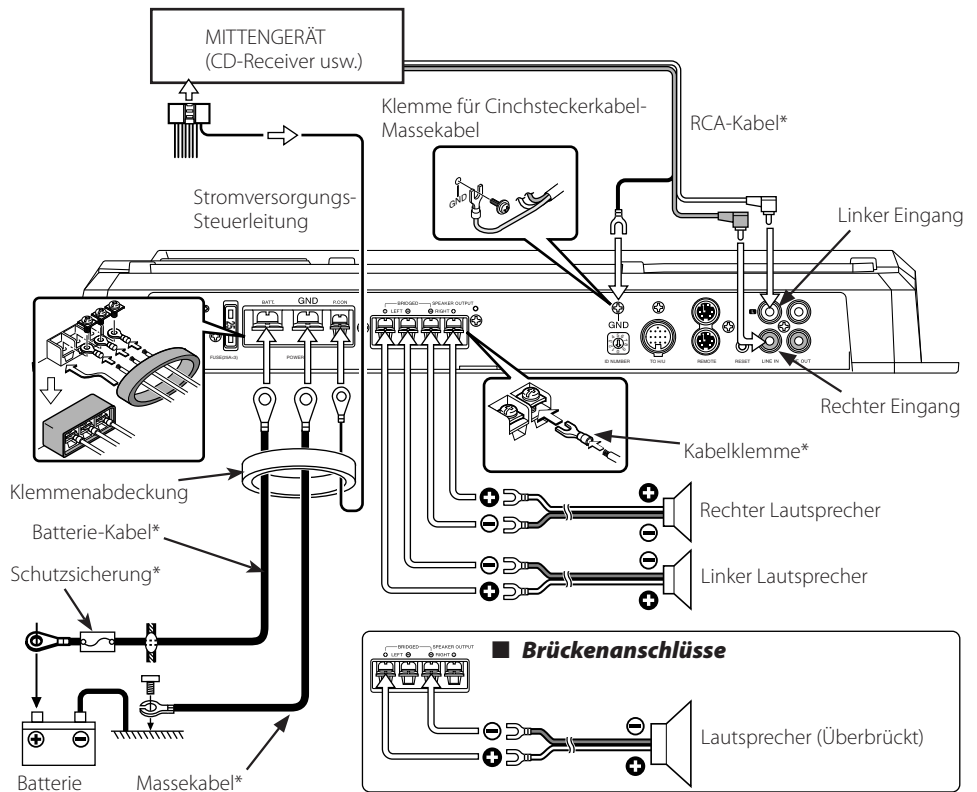 MITTENGERÄT
(CD-Receiver usw.)
Klemme für Cinchsteckerkabel-
Massekabel
RCA-Kabel*
Stromversorgungs-
Steuerleitung
GND
Linker Eingang
BATT. GND P.CON
BRIDGED SPEAKER OUTPUT
LEFT RIGHT
GND
FUSE(25A×2) POWER
ID NUMBER TO H/U REMOTE RESET LINE IN OUT
Rechter Eingang
Kabelklemme*
Klemmenabdeckung
Rechter Lautsprecher
Batterie-Kabel*
Schutzsicherung*
Linker Lautsprecher
■ Brückenanschlüsse
BRIDGED SPEAKER OUTPUT
LEFT RIGHT
Lautsprecher (Überbrückt)
Batterie
Massekabel*